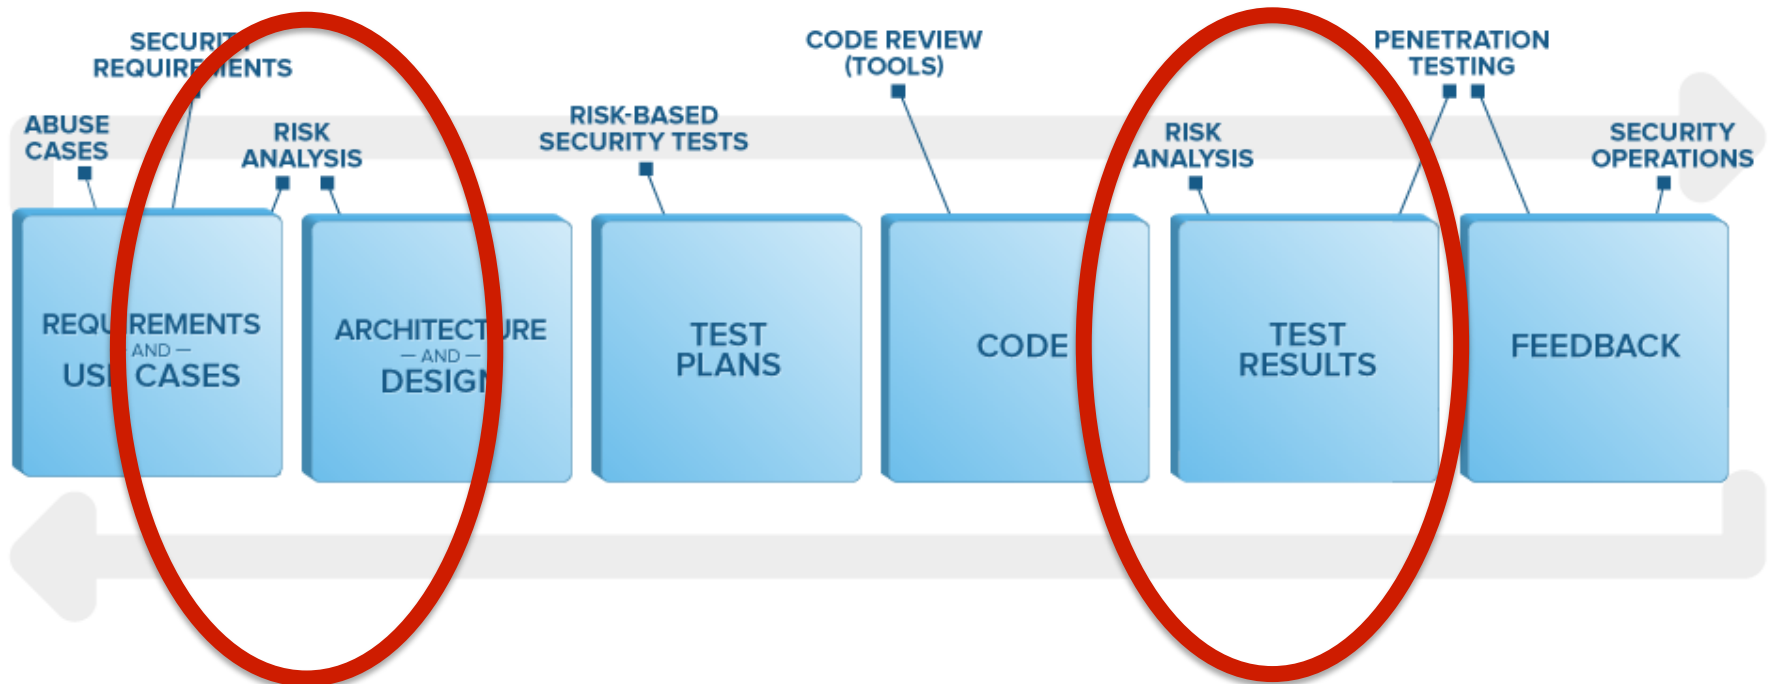 SECURITY
REQUIREMENTS
ABUSE
CASES
RISK
ANALYSIS
RISK-BASED
SECURITY TESTS
CODE REVIEW
(TOOLS)
RISK
ANALYSIS
PENETRATION
TESTING
SECURITY
OPERATIONS
REQUIREMENTS
AND —
USE CASES
ARCHITECTURE
— AND —
DESIGN
TEST
PLANS
CODE
TEST
RESULTS
FEEDBACK